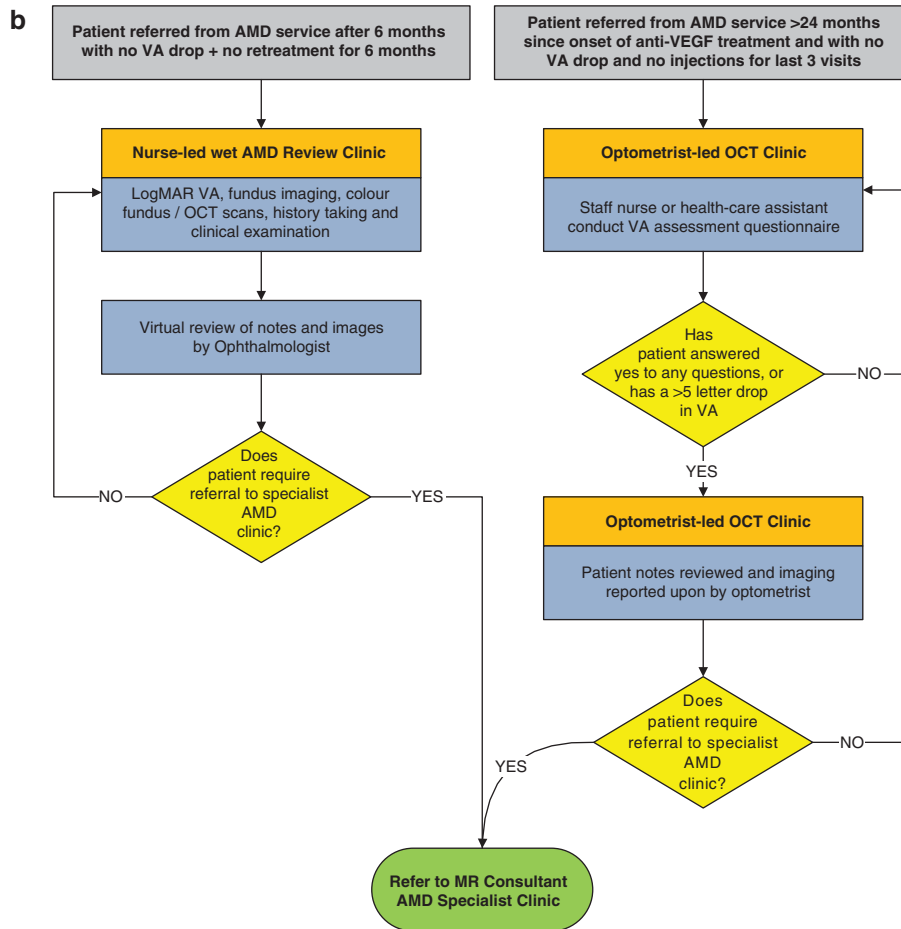 b
Patient referred from AMD service after 6 months
with no VA drop + no retreatment for 6 months
Nurse-led wet AMD Review Clinic
LogMAR VA, fundus imaging, colour
fundus / OCT scans, history taking and
clinical examination
Virtual review of notes and images
by Ophthalmologist
Does
patient require
referral to specialist
AMD
clinic?
NO
YES
Patient referred from AMD service >24 months
since onset of anti-VEGF treatment and with no
VA drop and no injections for last 3 visits
Optometrist-led OCT Clinic
Staff nurse or health-care assistant
conduct VA assessment questionnaire
Has
patient answered
yes to any questions, or
has a >5 letter drop
in VA
NO
YES
Optometrist-led OCT Clinic
Patient notes reviewed and imaging
reported upon by optometrist
Does
patient require
referral to specialist
AMD
clinic?
NO
YES
Refer to MR Consultant
AMD Specialist Clinic